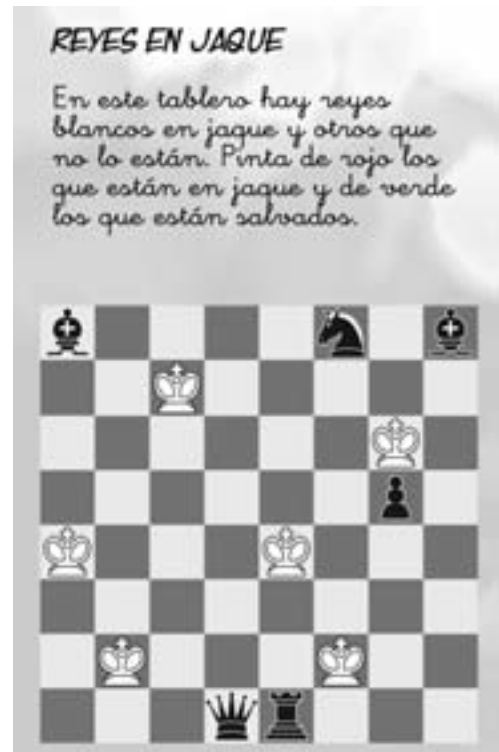 REYES EN JAQUE
En este tablero hay reyes
blancos en jaque y otros que
no lo están. Pinta de rojo los
que están en jaque y de verde
los que están salvados.